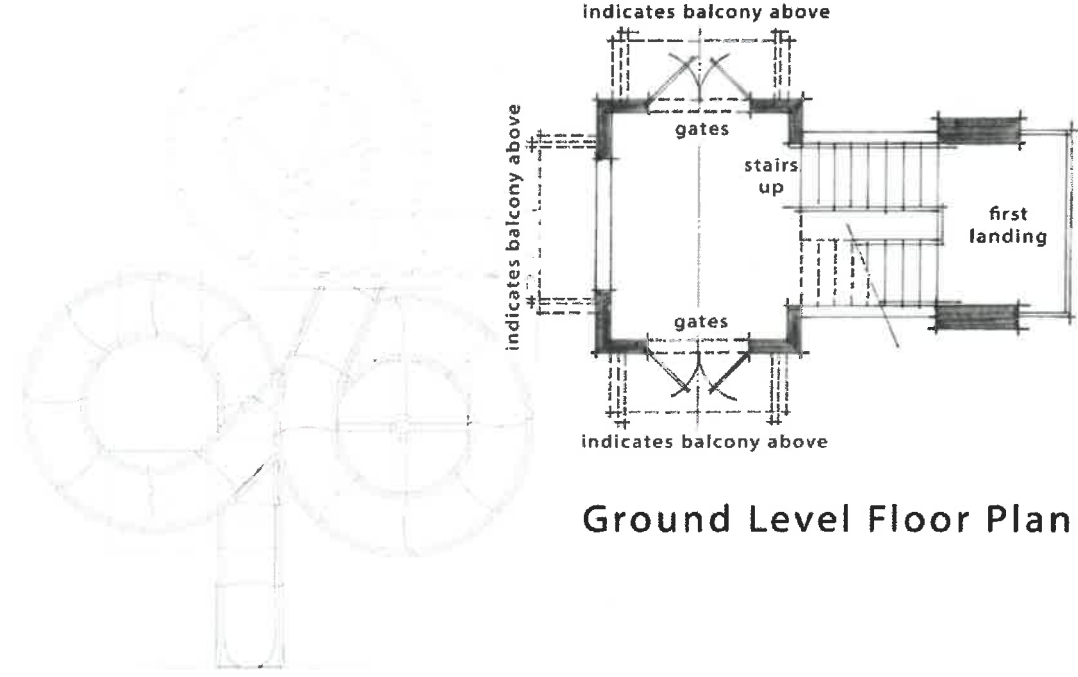 indicates balcony above
indicates balcony above
gates
stairs
up
first
landing
gates
indicates balcony above
Ground Level Floor Plan